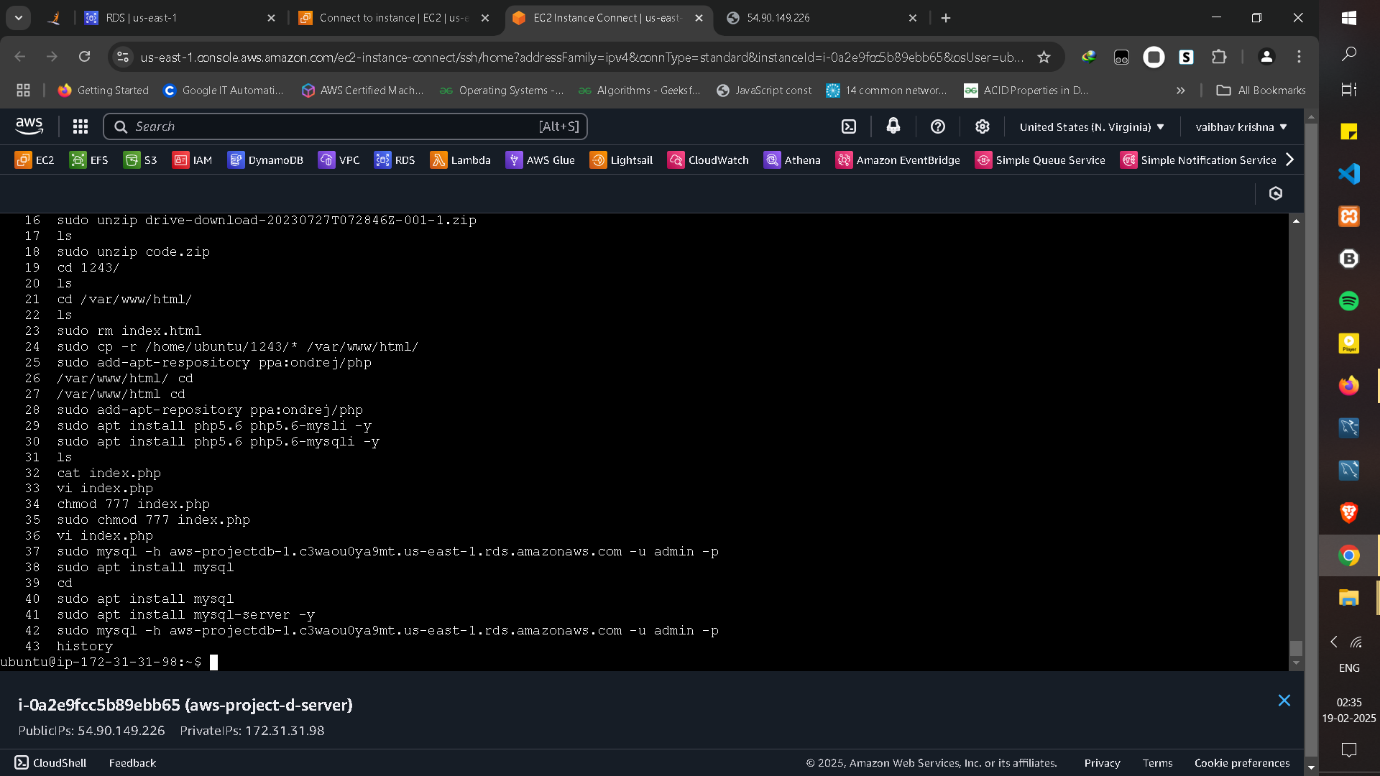 RDS | us-east-1
Connect to instance | EC2 | us-e
EC2 Instance Connect | us-east-
54.90.149.226
us-east-1.console.aws.amazon.com/ec2-instance-connect/ssh/home?addressFamily=ipv4&connType=standard&instanceId=i-0a2e9fcc5b89ebb65&osUser=ub...
Getting Started
Google IT Automati...
AWS Certified Mach...
Operating Systems -...
Algorithms - Geeksf...
JavaScript const
14 common networ...
ACID Properties in D...
All Bookmarks
aws
Search
[Alt+S]
United States (N. Virginia)
vaibhav krishna
EC2
EFS
S3
IAM
DynamoDB
VPC
RDS
Lambda
AWS Glue
Lightsail
CloudWatch
Athena
Amazon EventBridge
Simple Queue Service
Simple Notification Service
16 sudo unzip drive-download-20230727T072846Z-001-1.zip
17 ls
18 sudo unzip code.zip
19 cd 1243/
20 ls
21 cd /var/www/html/
22 ls
23 sudo rm index.html
24 sudo cp -r /home/ubuntu/1243/* /var/www/html/
25 sudo add-apt-respository ppa:ondrej/php
26 /var/www/html/ cd
27 /var/www/html cd
28 sudo add-apt-repository ppa:ondrej/php
29 sudo apt install php5.6 php5.6-mysli -y
30 sudo apt install php5.6 php5.6-mysqli -y
31 ls
32 cat index.php
33 vi index.php
34 chmod 777 index.php
35 sudo chmod 777 index.php
36 vi index.php
37 sudo mysql -h aws-projectdb-1.c3waou0ya9mt.us-east-1.rds.amazonaws.com -u admin -p
38 sudo apt install mysql
39 cd
40 sudo apt install mysql
41 sudo apt install mysql-server -y
42 sudo mysql -h aws-projectdb-1.c3waou0ya9mt.us-east-1.rds.amazonaws.com -u admin -p
43 history
ubuntu@ip-172-31-31-98:~$
i-0a2e9fcc5b89ebb65 (aws-project-d-server)
PublicIPs: 54.90.149.226 PrivateIPs: 172.31.31.98
CloudShell
Feedback
© 2025, Amazon Web Services, Inc. or its affiliates.
Privacy
Terms
Cookie preferences
ENG
02:35
19-02-2025